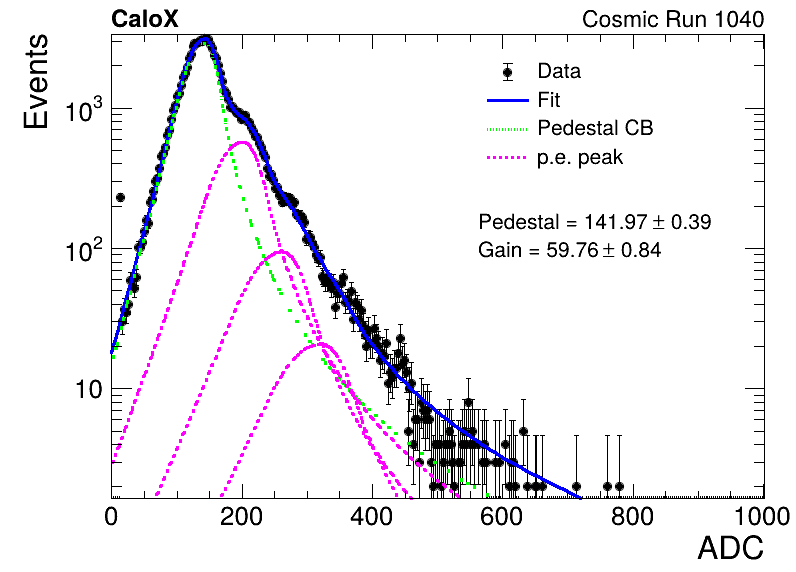 CaloX Cosmic Run 1040
Events
10³
10²
10
Data
Fit
Pedestal CB
p.e. peak
Pedestal = 141.97 ± 0.39
Gain = 59.76 ± 0.84
0 200 400 600 800 1000
ADC